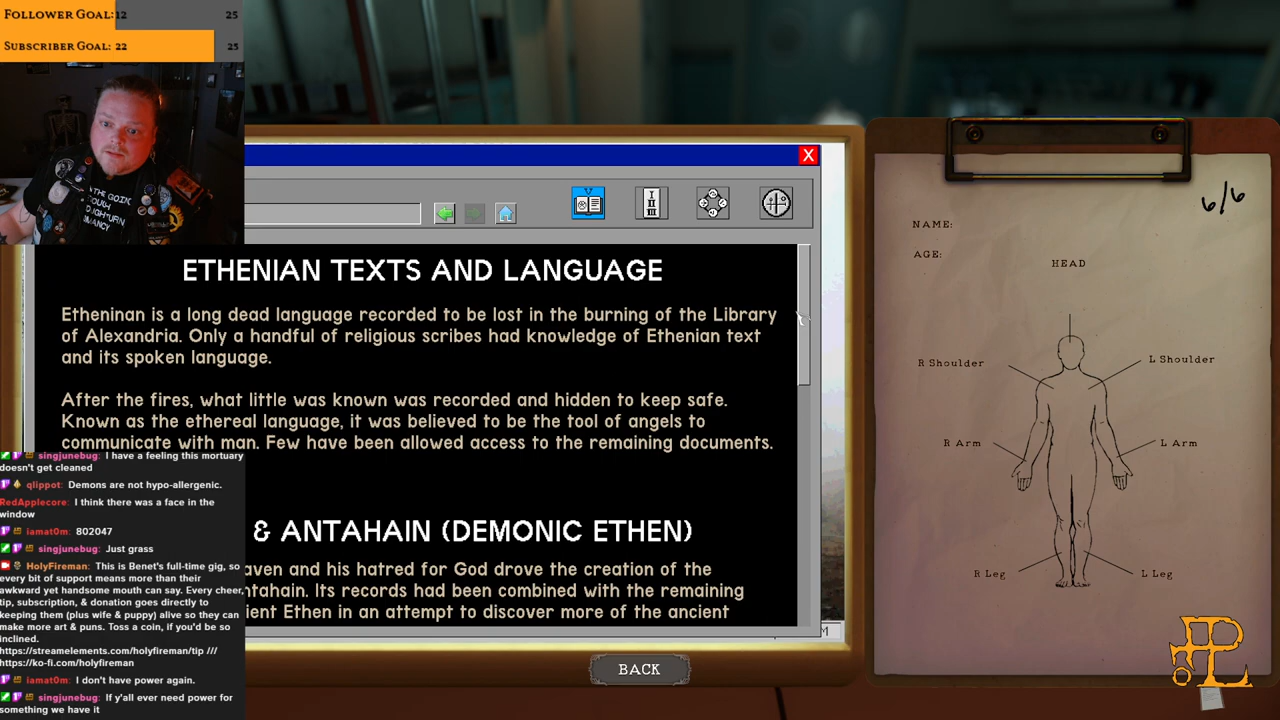 FOLLOWER GOAL: 12 25
SUBSCRIBER GOAL: 22 25
X
ETHENIAN TEXTS AND LANGUAGE
Etheninan is a long dead language recorded to be lost in the burning of the Library
of Alexandria. Only a handful of religious scribes had knowledge of Ethenian text
and its spoken language.
After the fires, what little was known was recorded and hidden to keep safe.
Known as the ethereal language, it was believed to be the tool of angels to
communicate with man. Few have been allowed access to the remaining documents.
& ANTAHAIN (DEMONIC ETHEN)
aven and his hatred for God drove the creation of the
ntahain. Its records had been combined with the remaining
ient Ethen in an attempt to discover more of the ancient
BACK
singjunebug: I have a feeling this mortuary
doesn't get cleaned
qlippot: Demons are not hypo-allergenic.
RedApplecore: I think there was a face in the
window
iamat0m: 802047
singjunebug: Just grass
HolyFireman: This is Benet's full-time gig, so
every bit of support means more than their
awkward yet handsome mouth can say. Every cheer,
tip, subscription, & donation goes directly to
keeping them (plus wife & puppy) alive so they can
make more art & puns. Toss a coin, if you'd be so
inclined.
https://streamelements.com/holyfireman/tip ///
https://ko-fi.com/holyfireman
iamat0m: I don't have power again.
singjunebug: If y'all ever need power for
something we have it
6/6
NAME:
AGE:
HEAD
R Shoulder
L Shoulder
R Arm
L Arm
R Leg
L Leg